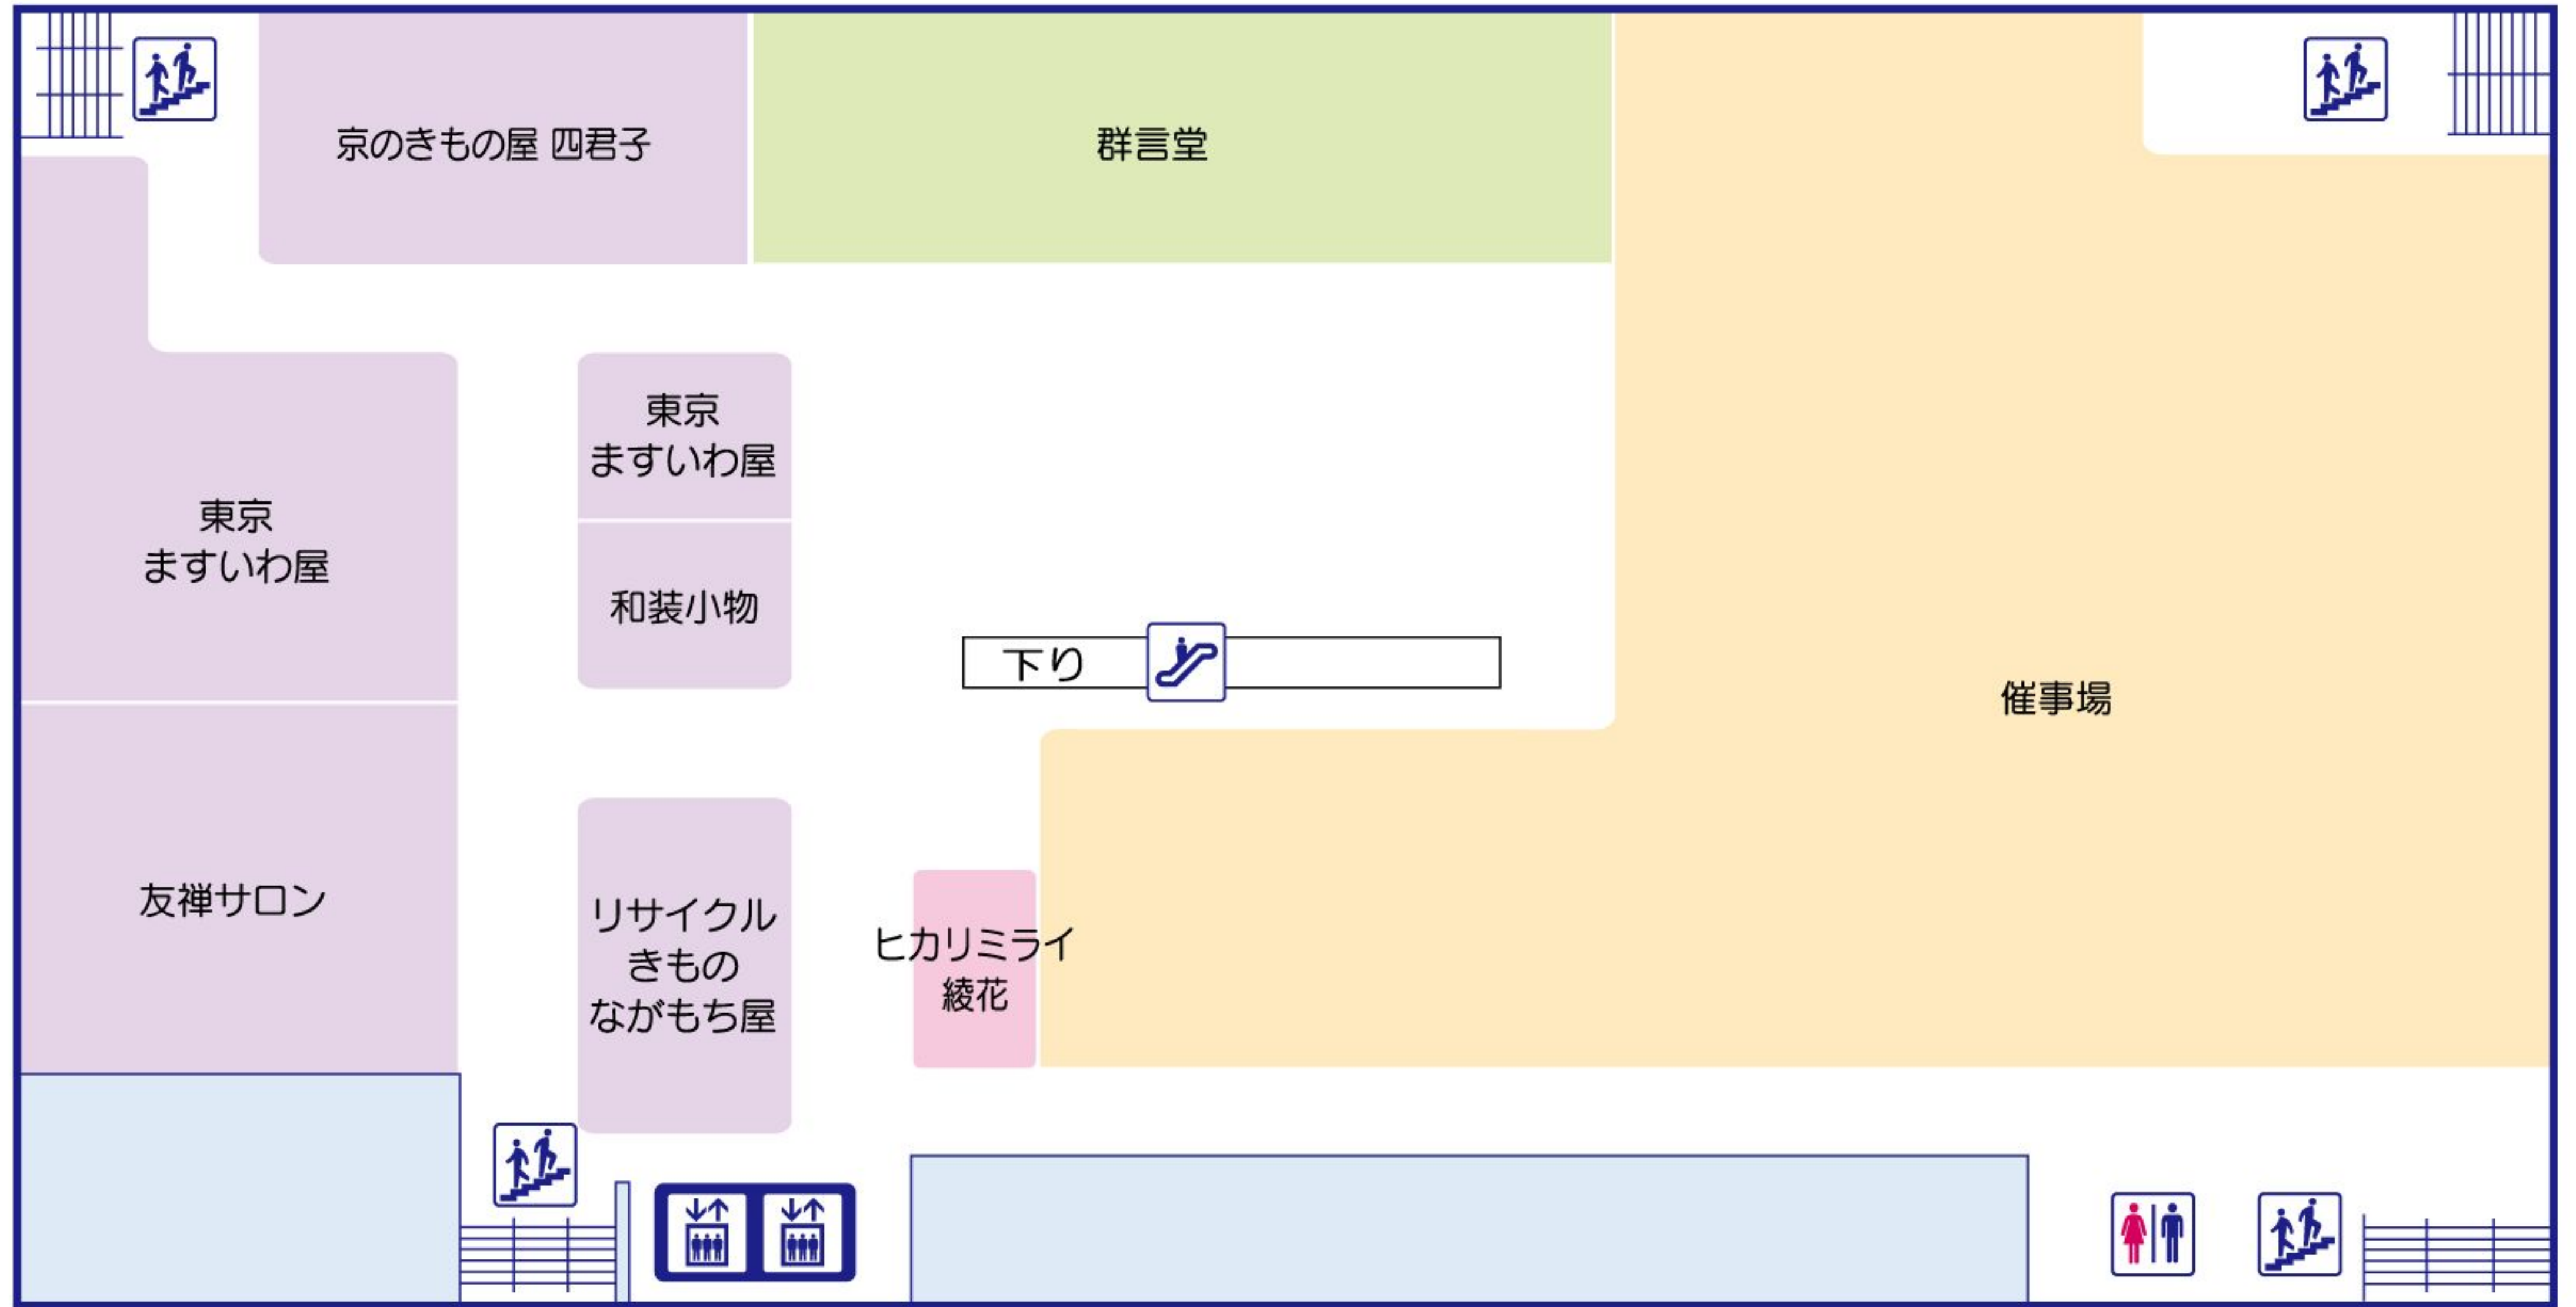 京のきもの屋 四君子
群言堂
東京
ますいわ屋
東京
ますいわ屋
和装小物
下り
催事場
友禅サロン
リサイクル
きもの
ながもち屋
ヒカリミライ
綾花